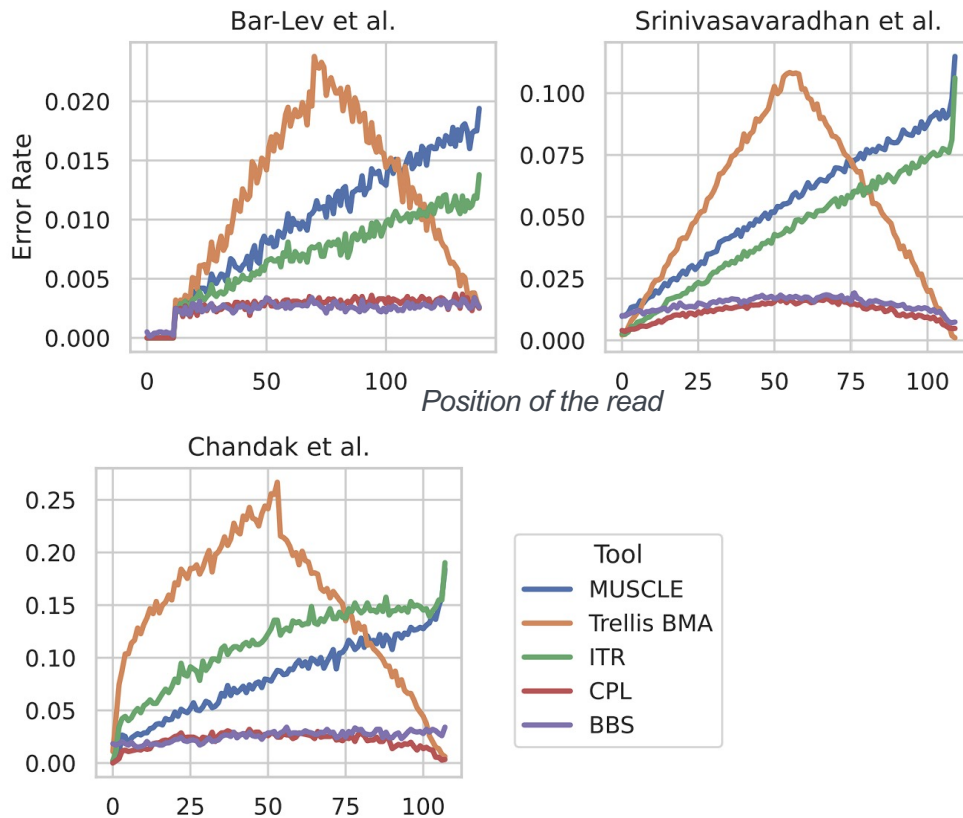 Bar-Lev et al.
Srinivasavaradhan et al.
Error Rate
0.020
0.015
0.010
0.005
0.000
0.100
0.075
0.050
0.025
0.000
0 50 100
0 25 50 75 100
Position of the read
Chandak et al.
0.25
0.20
0.15
0.10
0.05
0.00
0 25 50 75 100
Tool
MUSCLE
Trellis BMA
ITR
CPL
BBS